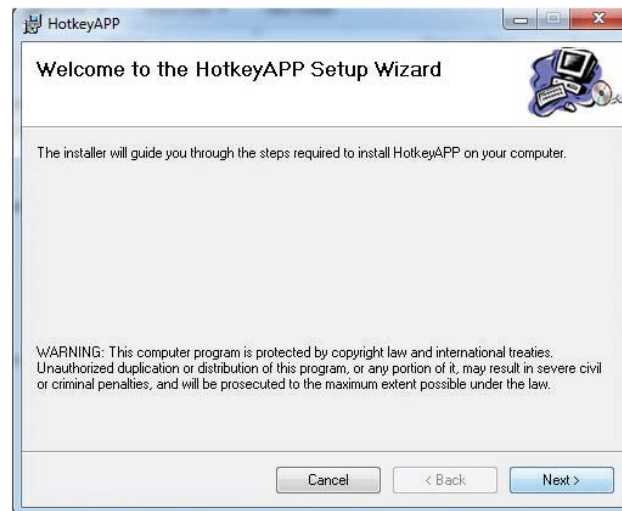 HotkeyAPP
Welcome to the HotkeyAPP Setup Wizard
The installer will guide you through the steps required to install HotkeyAPP on your computer.
WARNING: This computer program is protected by copyright law and international treaties.
Unauthorized duplication or distribution of this program, or any portion of it, may result in severe civil
or criminal penalties, and will be prosecuted to the maximum extent possible under the law.
Cancel
< Back
Next >